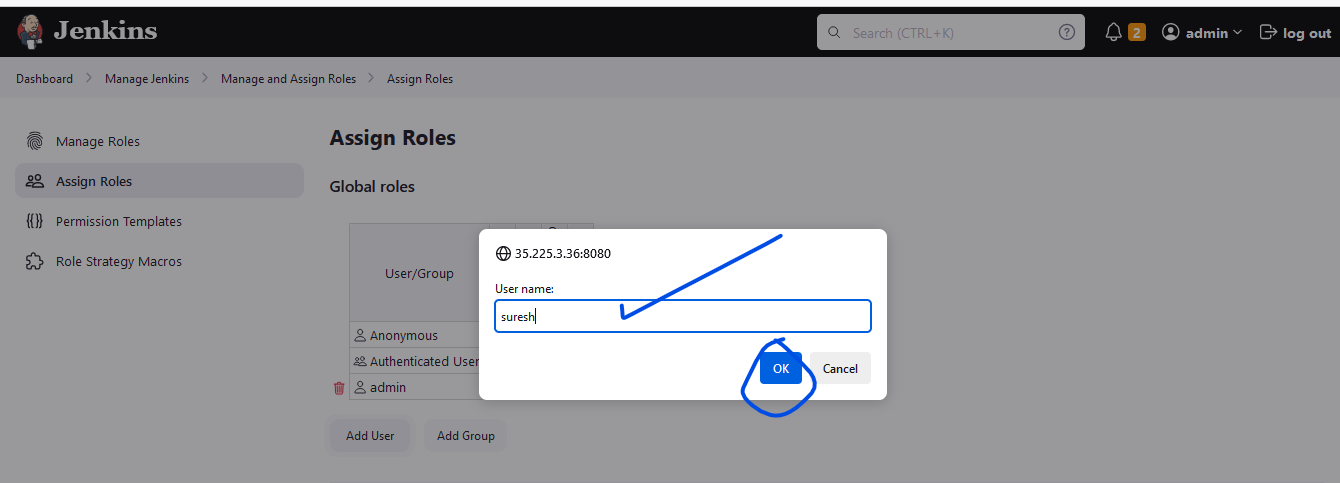 Jenkins
Search (CTRL+K)
2
admin
log out
Dashboard
Manage Jenkins
Manage and Assign Roles
Assign Roles
Manage Roles
Assign Roles
Permission Templates
Role Strategy Macros
Assign Roles
Global roles
User/Group
Anonymous
Authenticated User
admin
Add User
Add Group
35.225.3.36:8080
User name:
suresh
OK
Cancel